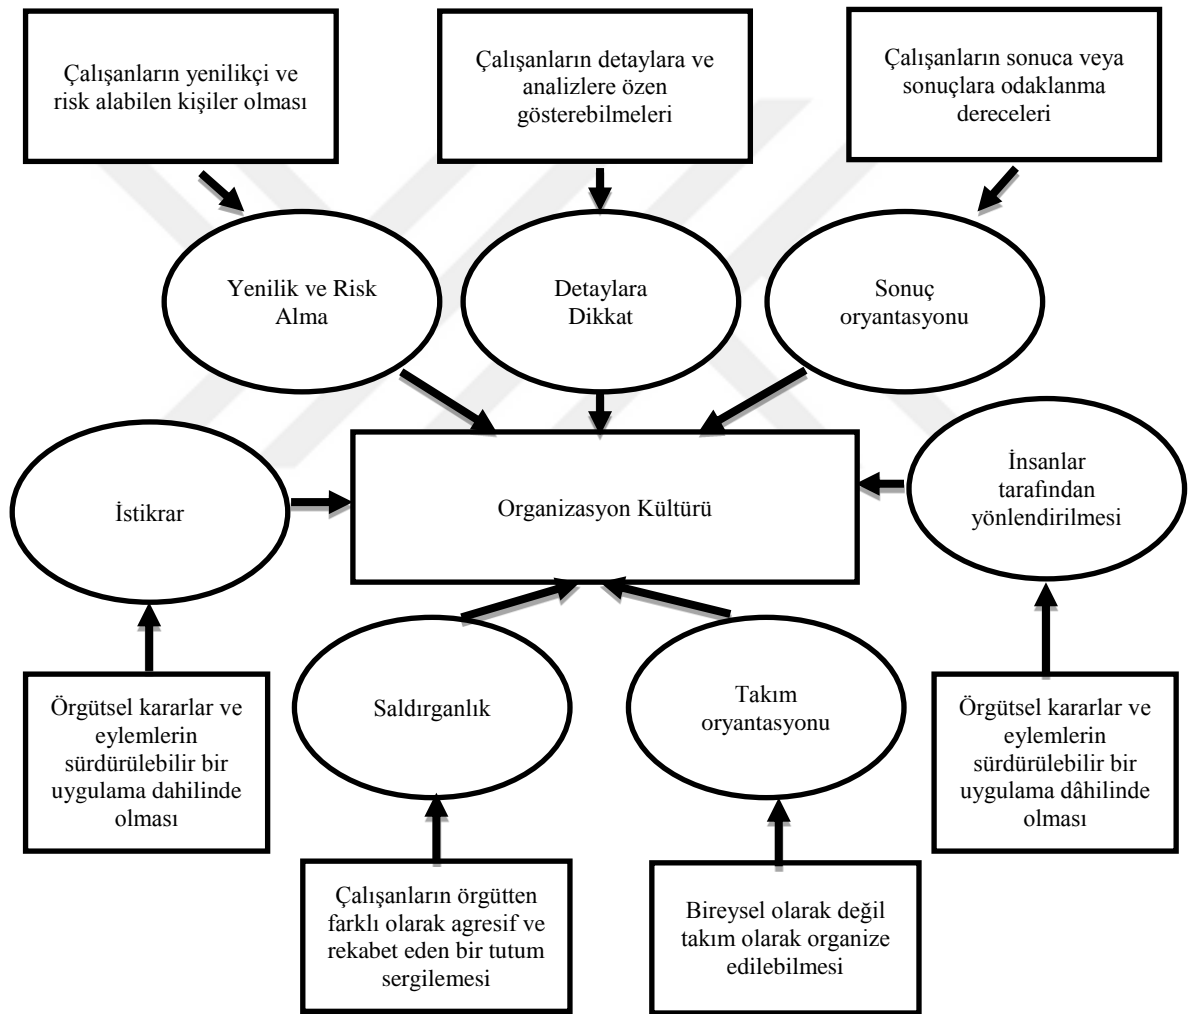 Çalışanların yenilikçi ve
risk alabilen kişiler olması
Çalışanların detaylara ve
analizlere özen
gösterebilmeleri
Çalışanların sonuca veya
sonuçlara odaklanma
dereceleri
Yenilik ve Risk
Alma
Detaylara
Dikkat
Sonuç
oryantasyonu
İstikrar
Organizasyon Kültürü
İnsanlar
tarafından
yönlendirilmesi
Örgütsel kararlar ve
eylemlerin
sürdürülebilir bir
uygulama dahilinde
olması
Saldırganlık
Takım
oryantasyonu
Örgütsel kararlar ve
eylemlerin
sürdürülebilir bir
uygulama dâhilinde
olması
Çalışanların örgütten
farklı olarak agresif ve
rekabet eden bir tutum
sergilemesi
Bireysel olarak değil
takım olarak organize
edilebilmesi